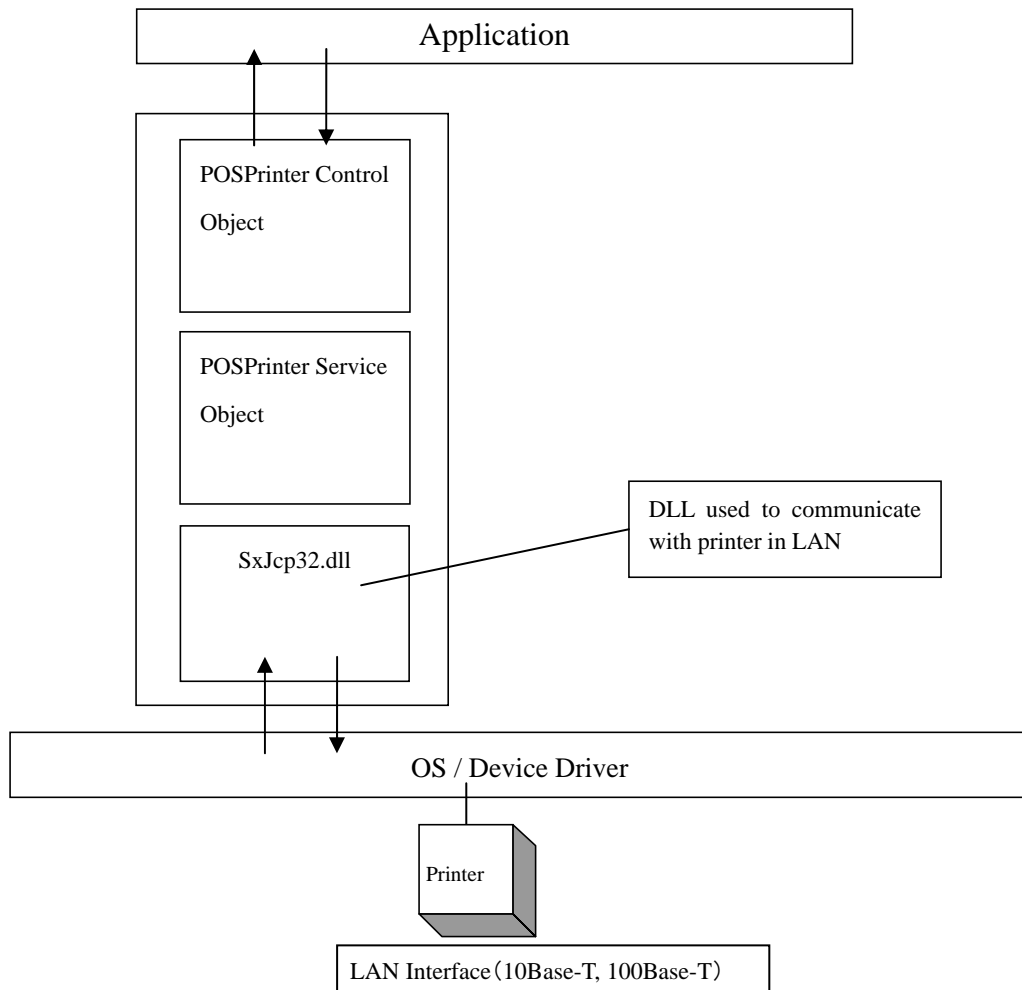 Application
POSPrinter Control
Object
POSPrinter Service
Object
SxJcp32.dll
DLL used to communicate
with printer in LAN
OS / Device Driver
Printer
LAN Interface(10Base-T, 100Base-T)